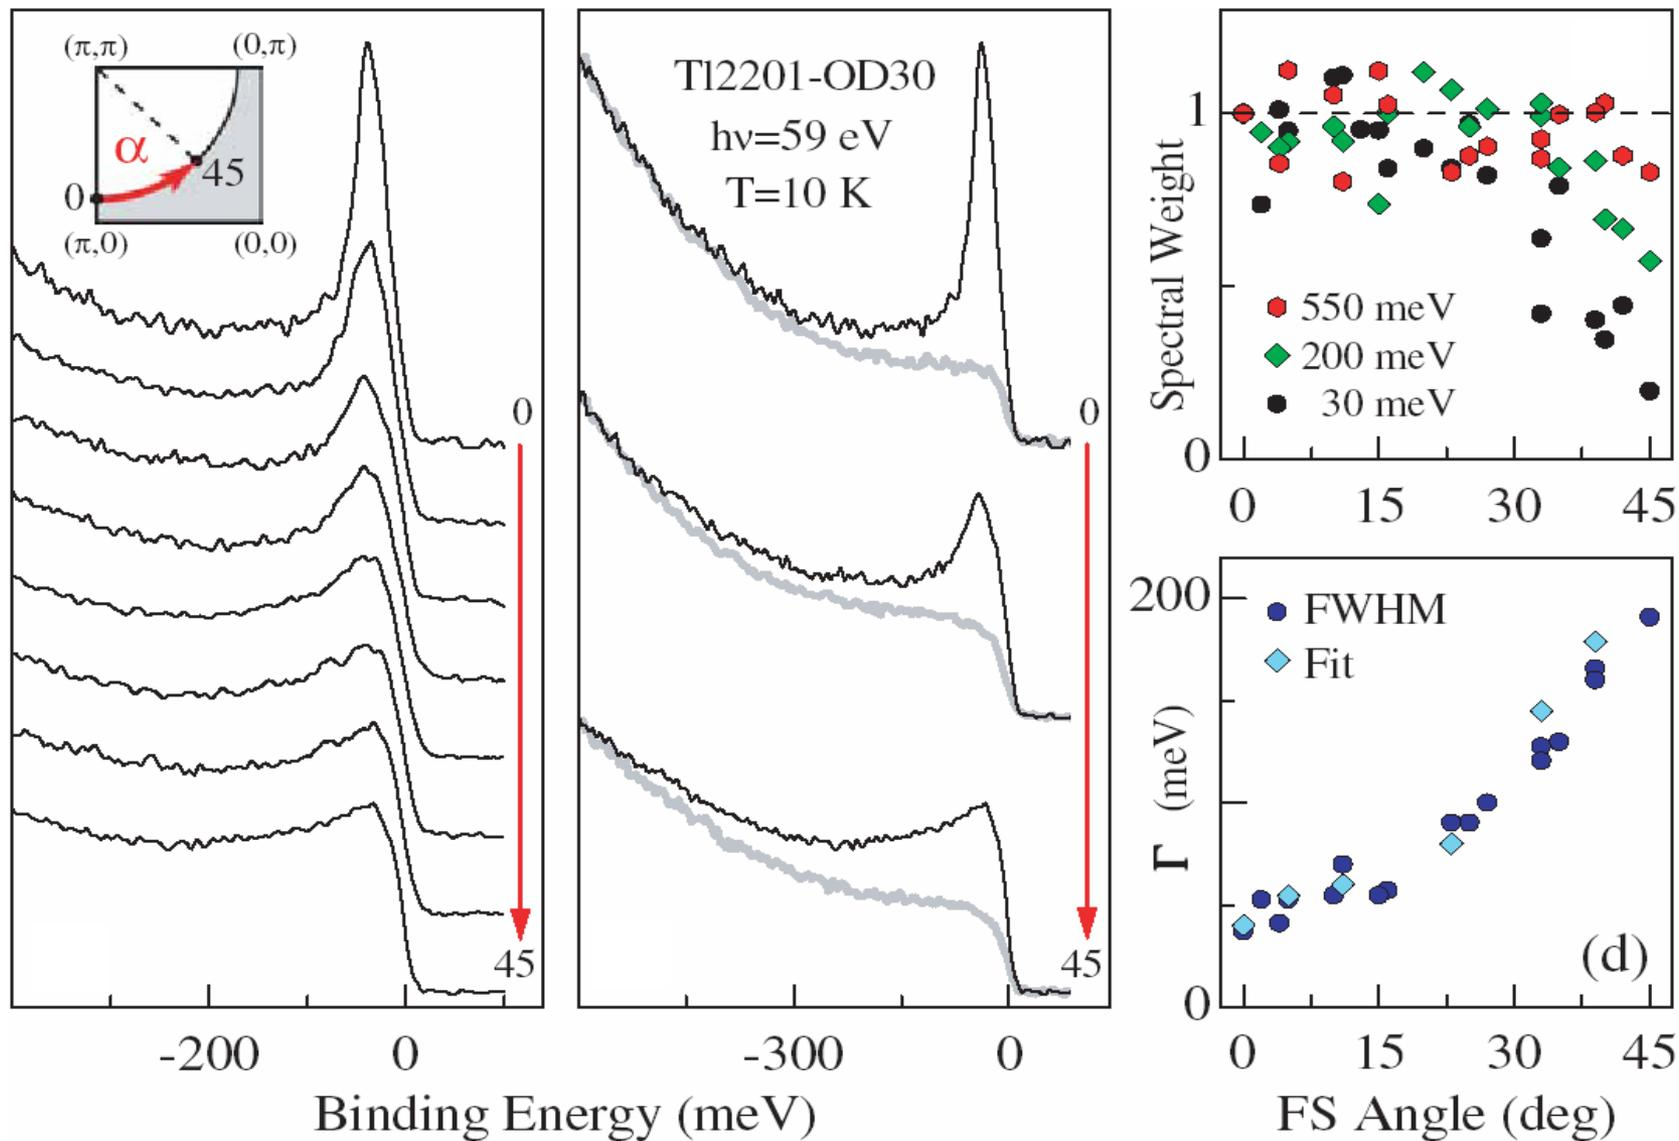 (π,π) (0,π)
α
0
45
(π,0) (0,0)
0
45
-200 0
Tl2201-OD30
hν=59 eV
T=10 K
0
45
-300 0
Binding Energy (meV)
Spectral Weight
1
0
550 meV
200 meV
30 meV
0 15 30 45
Γ (meV)
200
0
FWHM
Fit
(d)
0 15 30 45
FS Angle (deg)